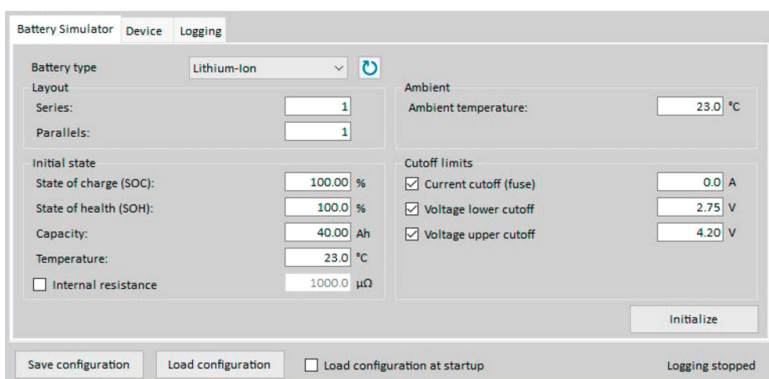 Battery Simulator Device Logging
Battery type Lithium-Ion
Layout
Series: 1
Parallels: 1
Ambient
Ambient temperature: 23.0 °C
Initial state
State of charge (SOC): 100.00 %
State of health (SOH): 100.0 %
Capacity: 40.00 Ah
Temperature: 23.0 °C
Internal resistance 1000.0 µΩ
Cutoff limits
Current cutoff (fuse) 0.0 A
Voltage lower cutoff 2.75 V
Voltage upper cutoff 4.20 V
Initialize
Save configuration Load configuration Load configuration at startup Logging stopped